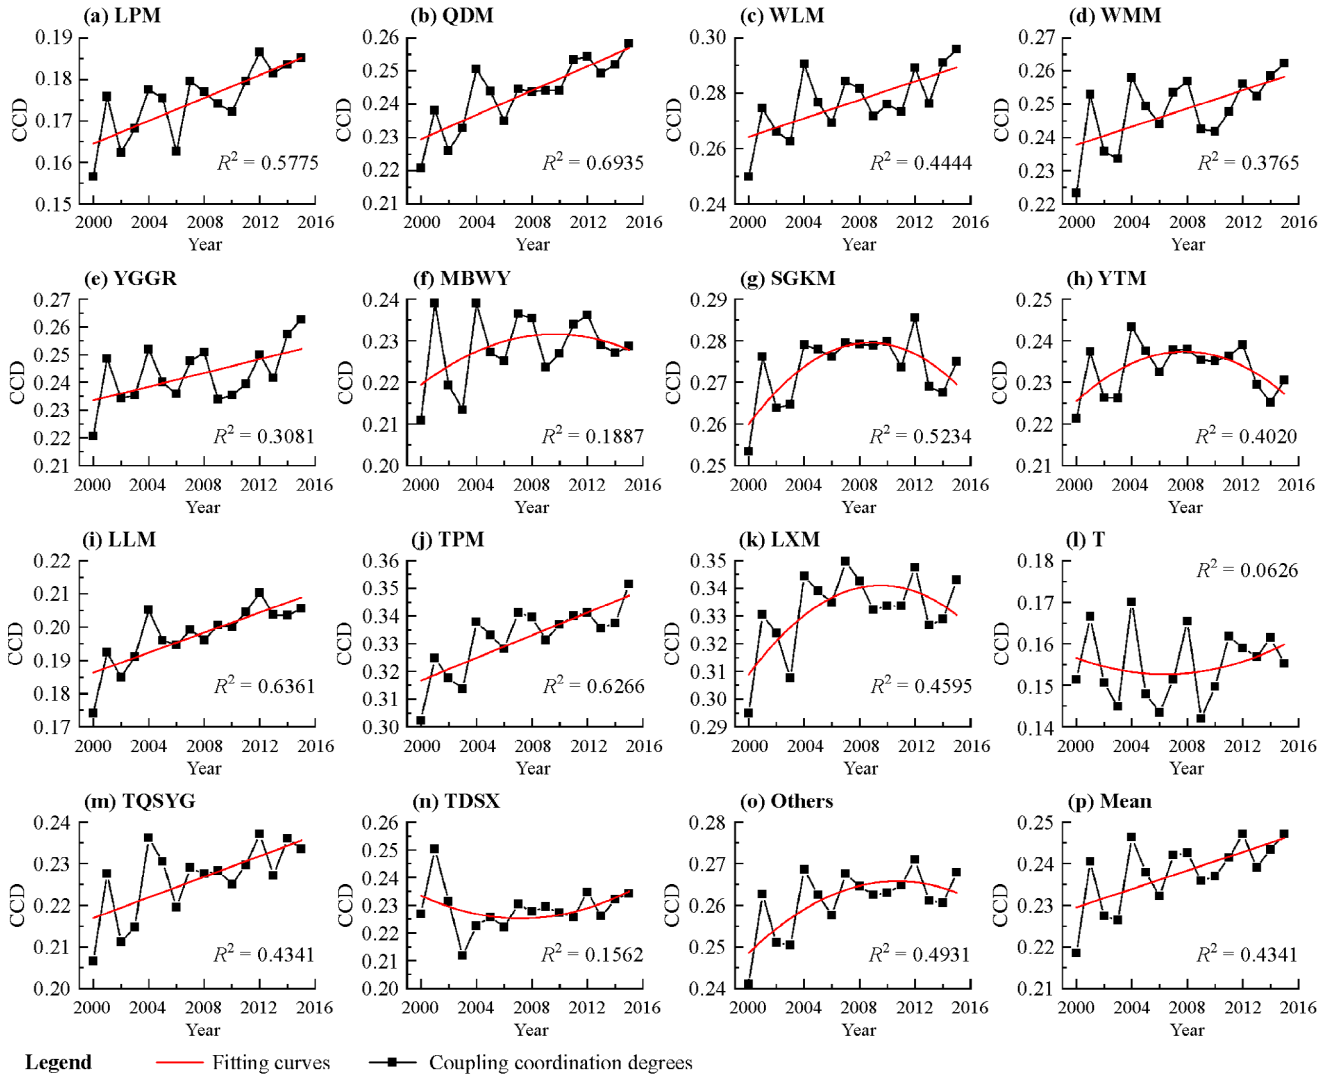 (a) LPM
0.19
0.18
0.17
0.16
0.15
CCD
R² = 0.5775
2000 2004 2008 2012 2016
Year
(b) QDM
0.26
0.25
0.24
0.23
0.22
0.21
CCD
R² = 0.6935
2000 2004 2008 2012 2016
Year
(c) WLM
0.30
0.28
0.26
0.24
CCD
R² = 0.4444
2000 2004 2008 2012 2016
Year
(d) WMM
0.27
0.26
0.25
0.24
0.23
0.22
CCD
R² = 0.3765
2000 2004 2008 2012 2016
Year
(e) YGGR
0.27
0.26
0.25
0.24
0.23
0.22
0.21
CCD
R² = 0.3081
2000 2004 2008 2012 2016
Year
(f) MBWY
0.24
0.23
0.22
0.21
0.20
CCD
R² = 0.1887
2000 2004 2008 2012 2016
Year
(g) SGKM
0.29
0.28
0.27
0.26
0.25
CCD
R² = 0.5234
2000 2004 2008 2012 2016
Year
(h) YTM
0.25
0.24
0.23
0.22
0.21
CCD
R² = 0.4020
2000 2004 2008 2012 2016
Year
(i) LLM
0.22
0.21
0.20
0.19
0.18
0.17
CCD
R² = 0.6361
2000 2004 2008 2012 2016
Year
(j) TPM
0.36
0.35
0.34
0.33
0.32
0.31
0.30
CCD
R² = 0.6266
2000 2004 2008 2012 2016
Year
(k) LXM
0.35
0.34
0.33
0.32
0.31
0.30
0.29
CCD
R² = 0.4595
2000 2004 2008 2012 2016
Year
(l) T
0.18
0.17
0.16
0.15
0.14
CCD
R² = 0.0626
2000 2004 2008 2012 2016
Year
(m) TQSYG
0.24
0.23
0.22
0.21
0.20
CCD
R² = 0.4341
2000 2004 2008 2012 2016
Year
(n) TDSX
0.26
0.25
0.24
0.23
0.22
0.21
0.20
CCD
R² = 0.1562
2000 2004 2008 2012 2016
Year
(o) Others
0.28
0.27
0.26
0.25
0.24
CCD
R² = 0.4931
2000 2004 2008 2012 2016
Year
(p) Mean
0.25
0.24
0.23
0.22
0.21
CCD
R² = 0.4341
2000 2004 2008 2012 2016
Year
Legend Fitting curves Coupling coordination degrees